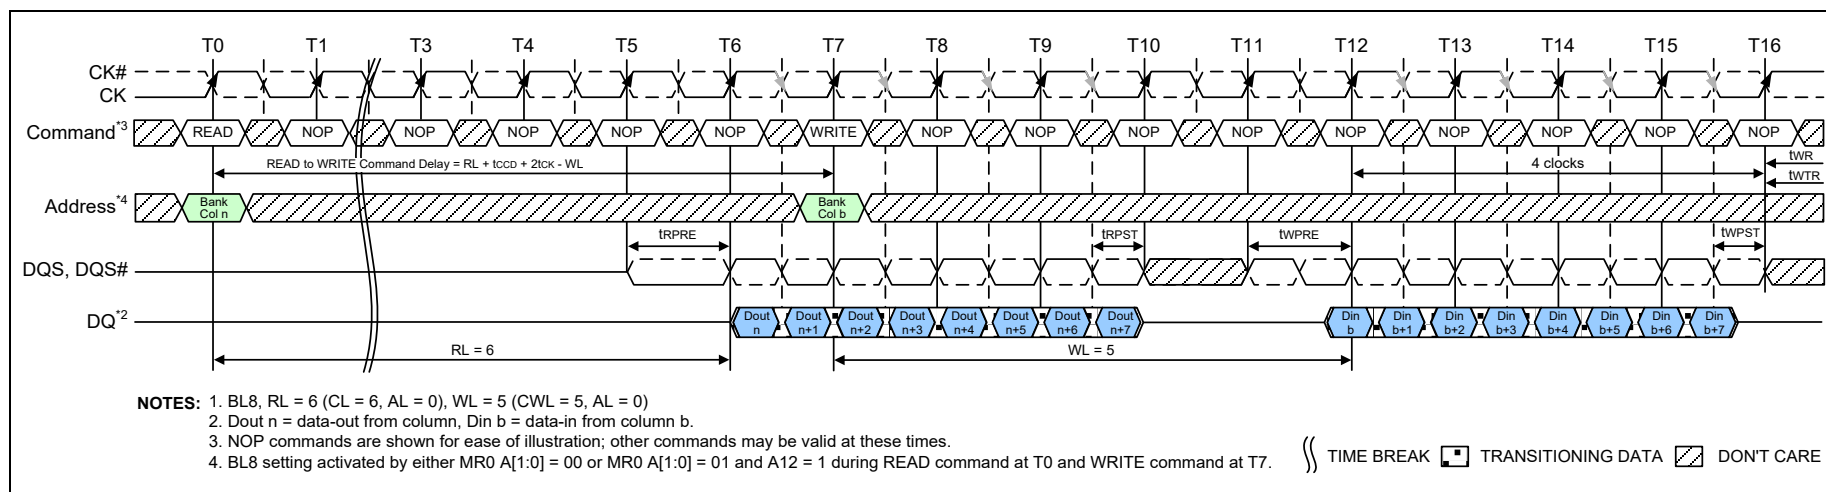 T0 T1 T3 T4 T5 T6 T7 T8 T9 T10 T11 T12 T13 T14 T15 T16
CK#
CK
Command*3 READ NOP NOP NOP NOP NOP WRITE NOP NOP NOP NOP NOP NOP NOP NOP NOP
READ to WRITE Command Delay = RL + tCCD + 2tCK - WL
4 clocks
tWR
tWTR
Address*4
Bank
Col n
Bank
Col b
tRPRE tRPST tWPRE tWPST
DQS, DQS#
DQ*2
Dout
n
Dout
n+1
Dout
n+2
Dout
n+3
Dout
n+4
Dout
n+5
Dout
n+6
Dout
n+7
Din
b
Din
b+1
Din
b+2
Din
b+3
Din
b+4
Din
b+5
Din
b+6
Din
b+7
RL = 6 WL = 5
NOTES: 1. BL8, RL = 6 (CL = 6, AL = 0), WL = 5 (CWL = 5, AL = 0)
2. Dout n = data-out from column, Din b = data-in from column b.
3. NOP commands are shown for ease of illustration; other commands may be valid at these times.
4. BL8 setting activated by either MR0 A[1:0] = 00 or MR0 A[1:0] = 01 and A12 = 1 during READ command at T0 and WRITE command at T7.
TIME BREAK TRANSITIONING DATA DON'T CARE